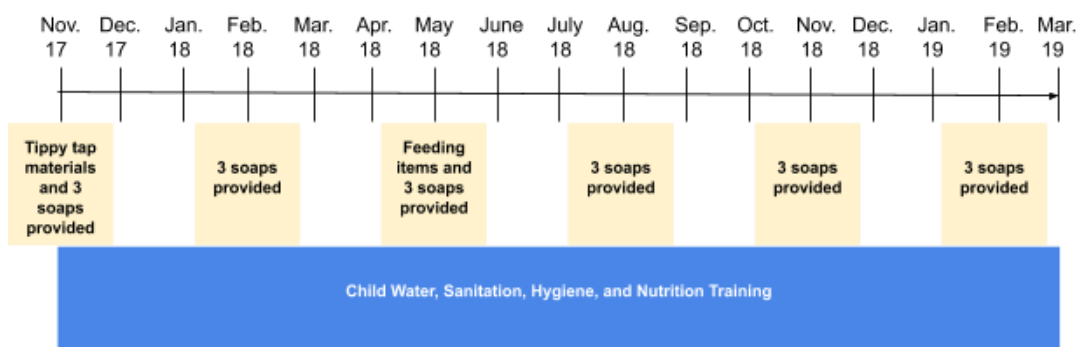 Nov. Dec. Jan. Feb. Mar. Apr. May June July Aug. Sep. Oct. Nov. Dec. Jan. Feb. Mar.
17 17 18 18 18 18 18 18 18 18 18 18 18 18 19 19 19
Tippy tap
materials
and 3
soaps
provided
3 soaps
provided
Feeding
items and
3 soaps
provided
3 soaps
provided
3 soaps
provided
3 soaps
provided
Child Water, Sanitation, Hygiene, and Nutrition Training